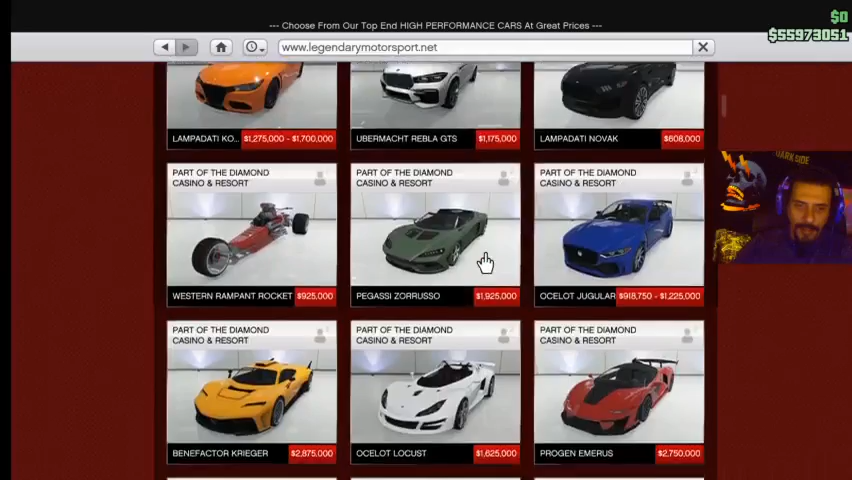 --- Choose From Our Top End HIGH PERFORMANCE CARS At Great Prices ---
$0
$55973051
www.legendarymotorsport.net
LAMPADATI KO... $1,275,000 - $1,700,000
UBERMACHT REBLA GTS $1,175,000
LAMPADATI NOVAK $608,000
PART OF THE DIAMOND
CASINO & RESORT
WESTERN RAMPANT ROCKET $925,000
PART OF THE DIAMOND
CASINO & RESORT
PEGASSI ZORRUSSO $1,925,000
PART OF THE DIAMOND
CASINO & RESORT
OCELOT JUGULAR $918,750 - $1,225,000
DARK SIDE
PART OF THE DIAMOND
CASINO & RESORT
BENEFACTOR KRIEGER $2,875,000
PART OF THE DIAMOND
CASINO & RESORT
OCELOT LOCUST $1,625,000
PART OF THE DIAMOND
CASINO & RESORT
PROGEN EMERUS $2,750,000